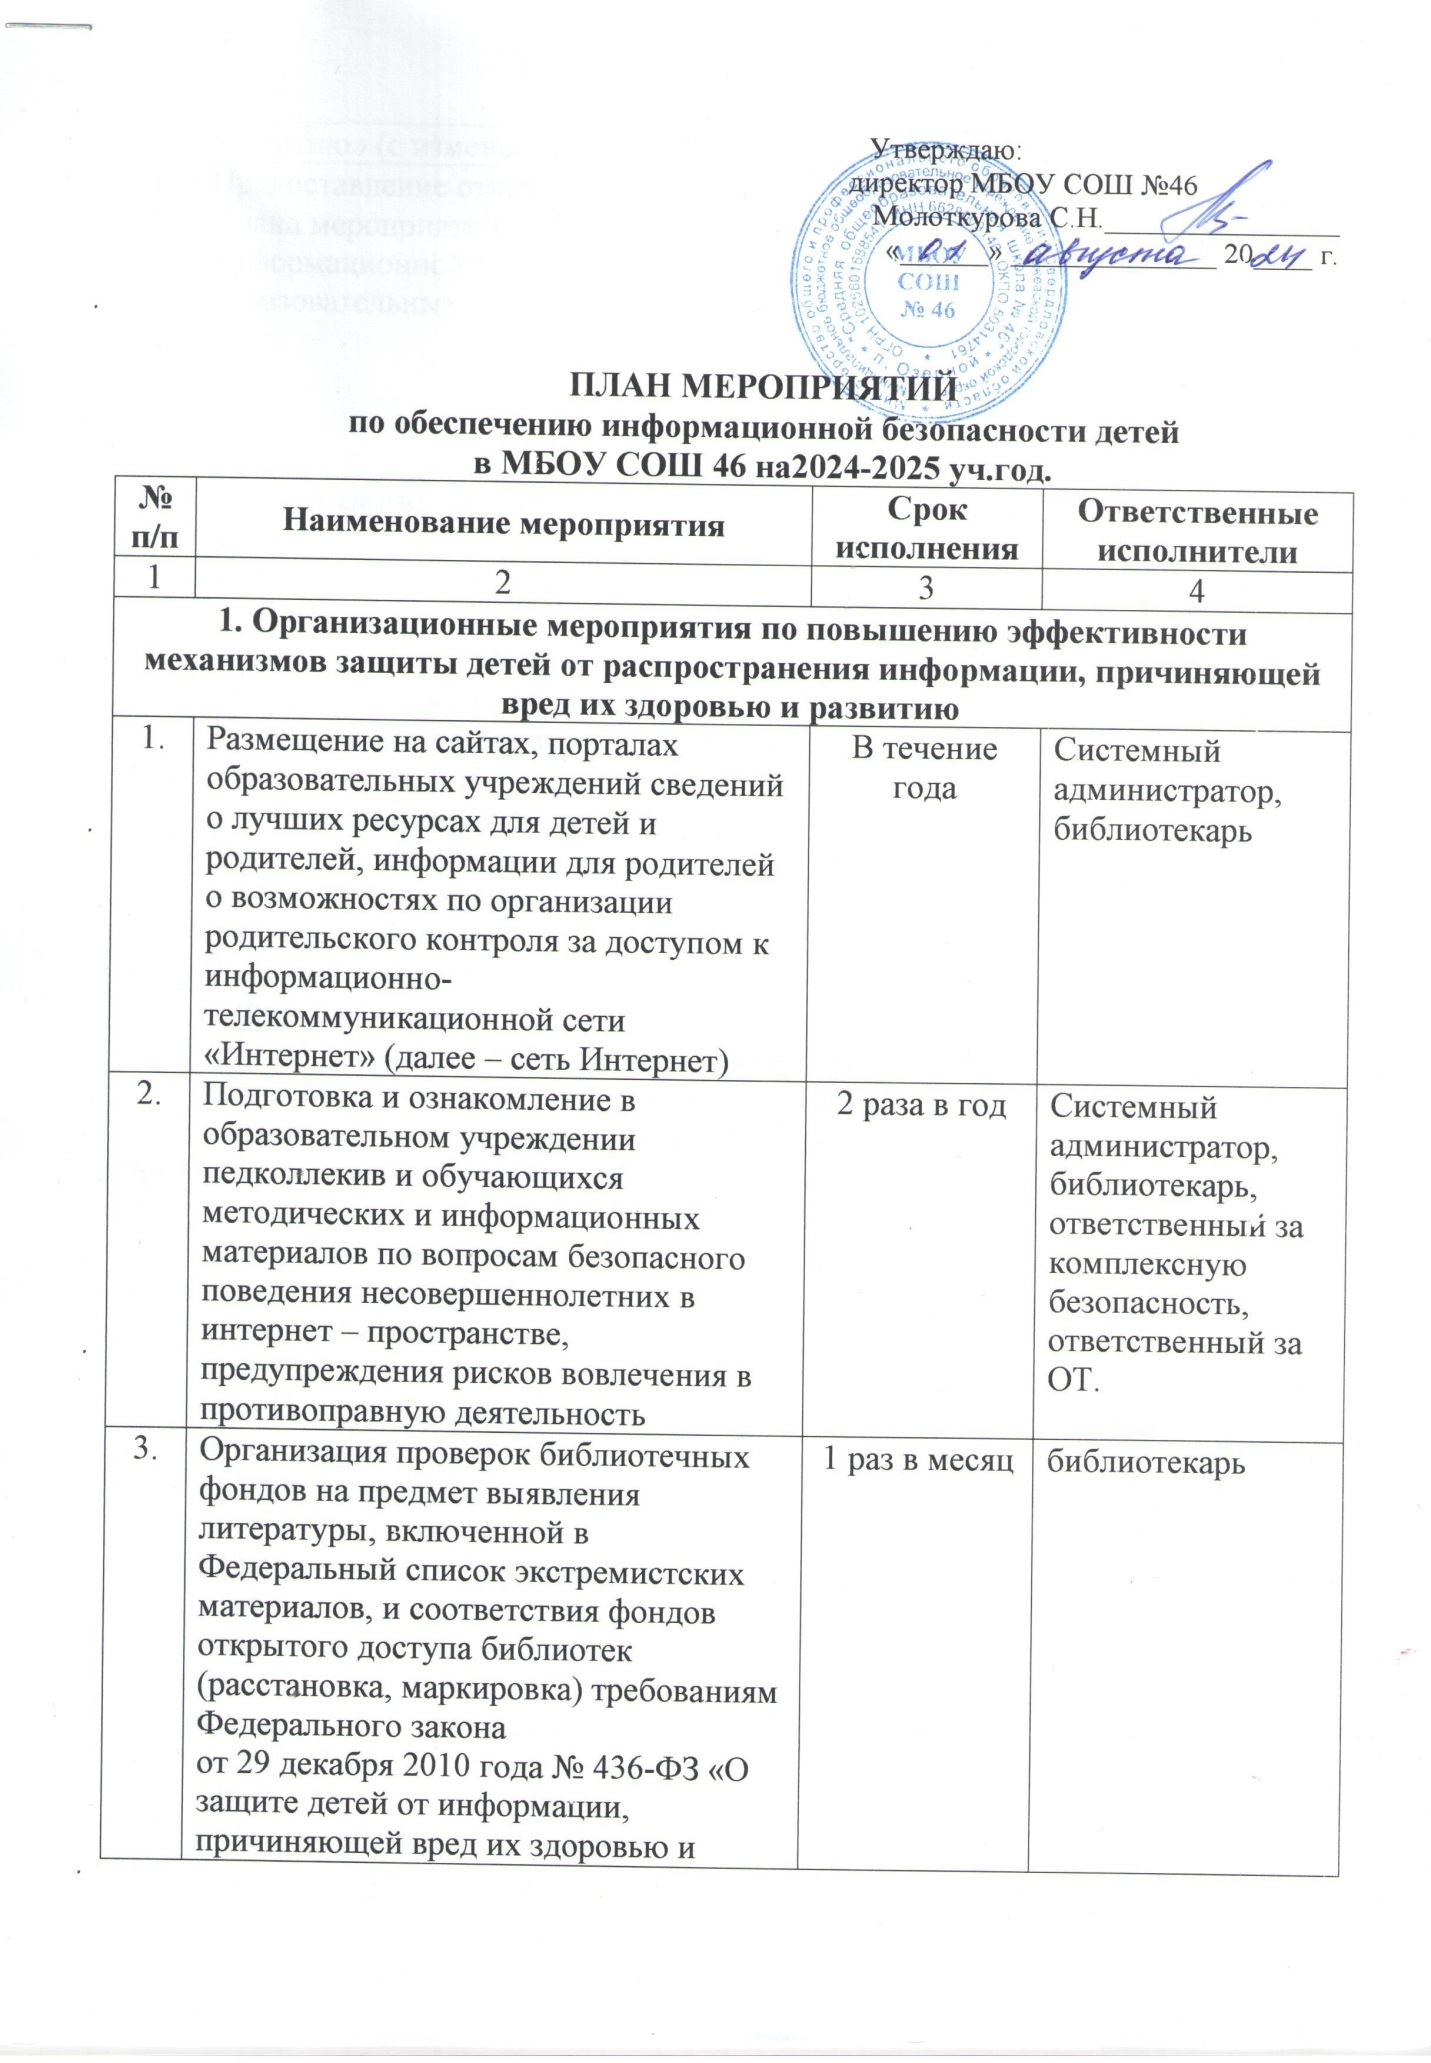 Утверждаю:
директор МБОУ СОШ №46
Молоткурова С.Н.
«01» августа 2024 г.
МБОУ
СОШ
№ 46
ПЛАН МЕРОПРИЯТИЙ
по обеспечению информационной безопасности детей
в МБОУ СОШ 46 на2024-2025 уч.год.
№ п/п
Наименование мероприятия
Срок исполнения
Ответственные исполнители
1
2
3
4
1. Организационные мероприятия по повышению эффективности
механизмов защиты детей от распространения информации, причиняющей
вред их здоровью и развитию
1.
Размещение на сайтах, порталах
образовательных учреждений сведений
о лучших ресурсах для детей и
родителей, информации для родителей
о возможностях по организации
родительского контроля за доступом к
информационно-
телекоммуникационной сети
«Интернет» (далее – сеть Интернет)
В течение
года
Системный
администратор,
библиотекарь
2.
Подготовка и ознакомление в
образовательном учреждении
педколлекив и обучающихся
методических и информационных
материалов по вопросам безопасного
поведения несовершеннолетних в
интернет – пространстве,
предупреждения рисков вовлечения в
противоправную деятельность
2 раза в год
Системный
администратор,
библиотекарь,
ответственный за
комплексную
безопасность,
ответственный за
ОТ.
3.
Организация проверок библиотечных
фондов на предмет выявления
литературы, включенной в
Федеральный список экстремистских
материалов, и соответствия фондов
открытого доступа библиотек
(расстановка, маркировка) требованиям
Федерального закона
от 29 декабря 2010 года № 436-ФЗ «О
защите детей от информации,
причиняющей вред их здоровью и
1 раз в месяц
библиотекарь